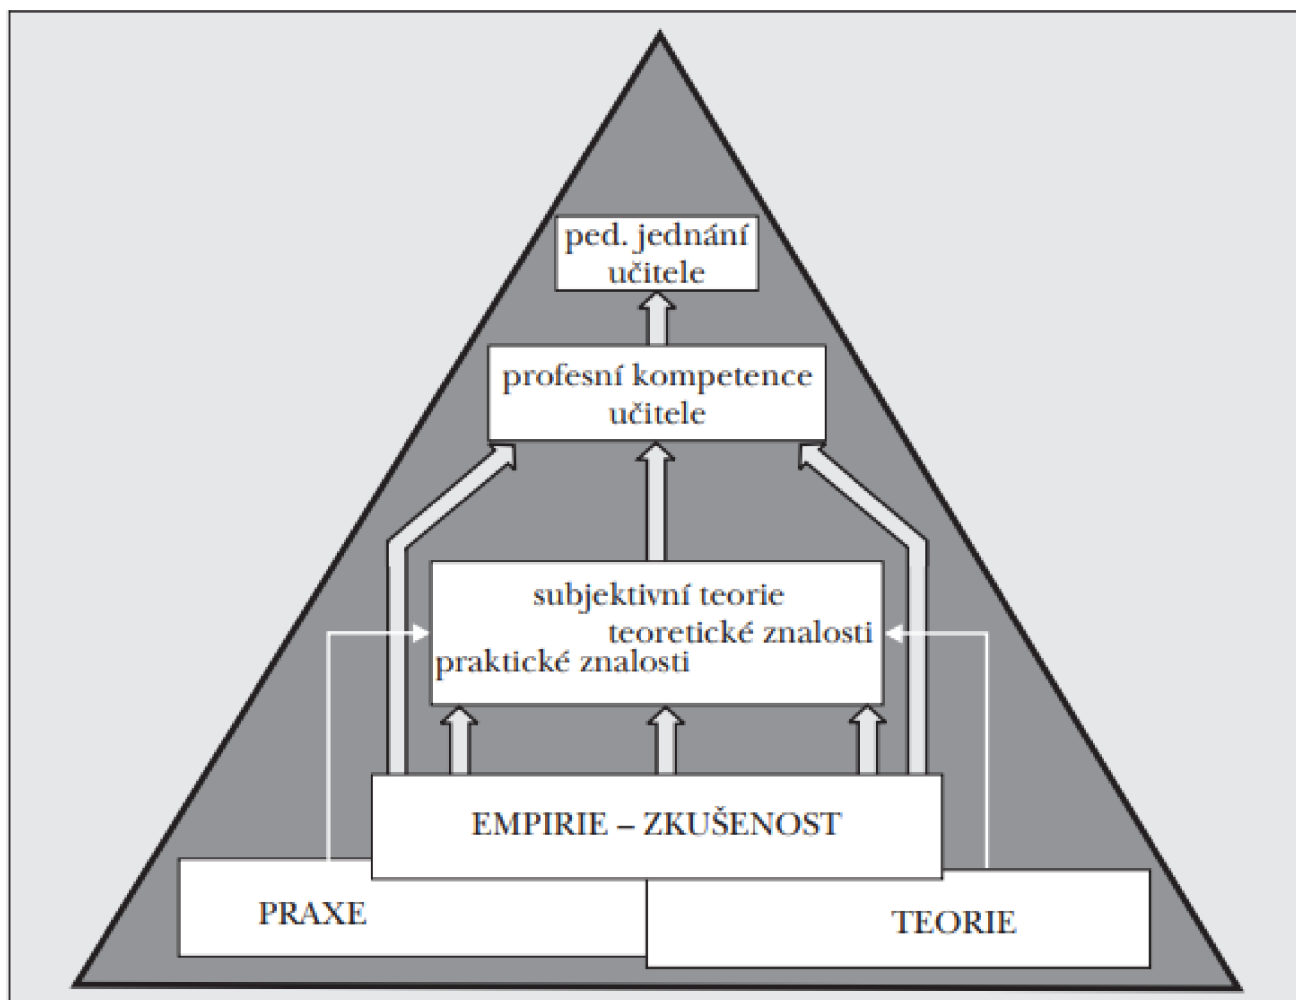 ped. jednání
učitele
profesní kompetence
učitele
subjektivní teorie
teoretické znalosti
praktické znalosti
EMPIRIE – ZKUŠENOST
PRAXE
TEORIE